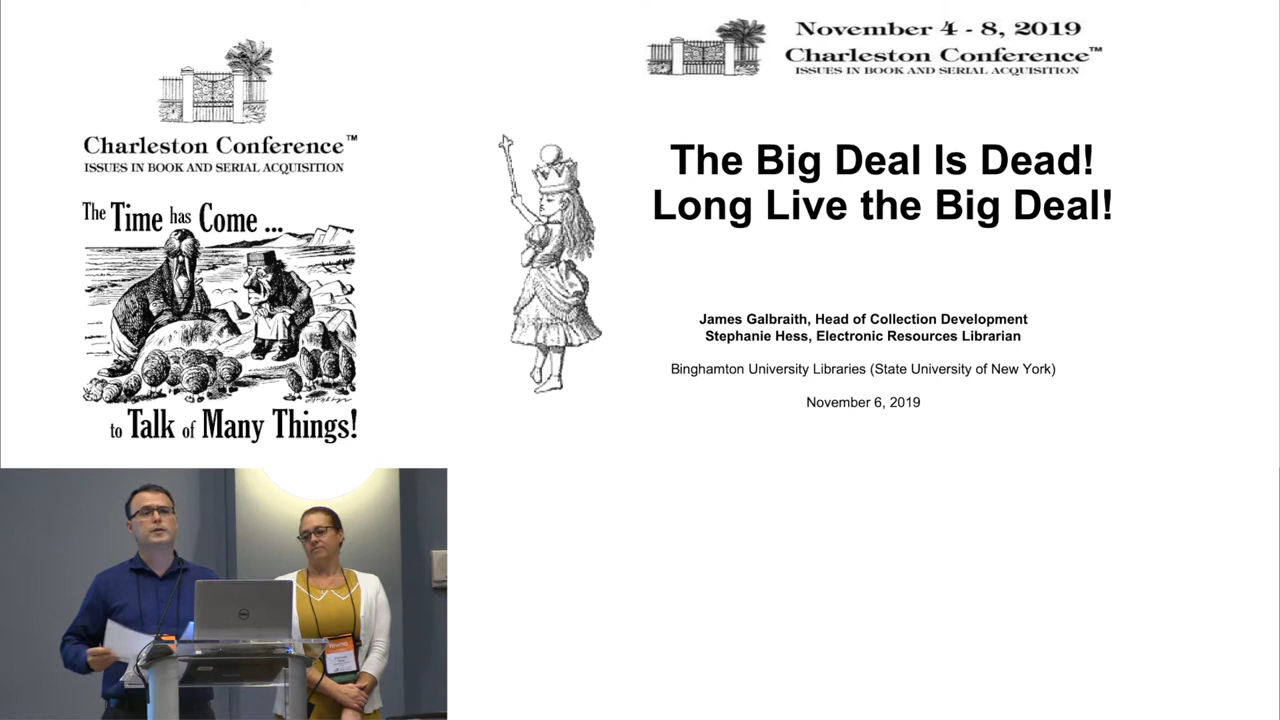 Charleston Conference™
ISSUES IN BOOK AND SERIAL ACQUISITION
The Time has Come ...
to Talk of Many Things!
November 4 - 8, 2019
Charleston Conference™
ISSUES IN BOOK AND SERIAL ACQUISITION
The Big Deal Is Dead!
Long Live the Big Deal!
James Galbraith, Head of Collection Development
Stephanie Hess, Electronic Resources Librarian
Binghamton University Libraries (State University of New York)
November 6, 2019
DELL